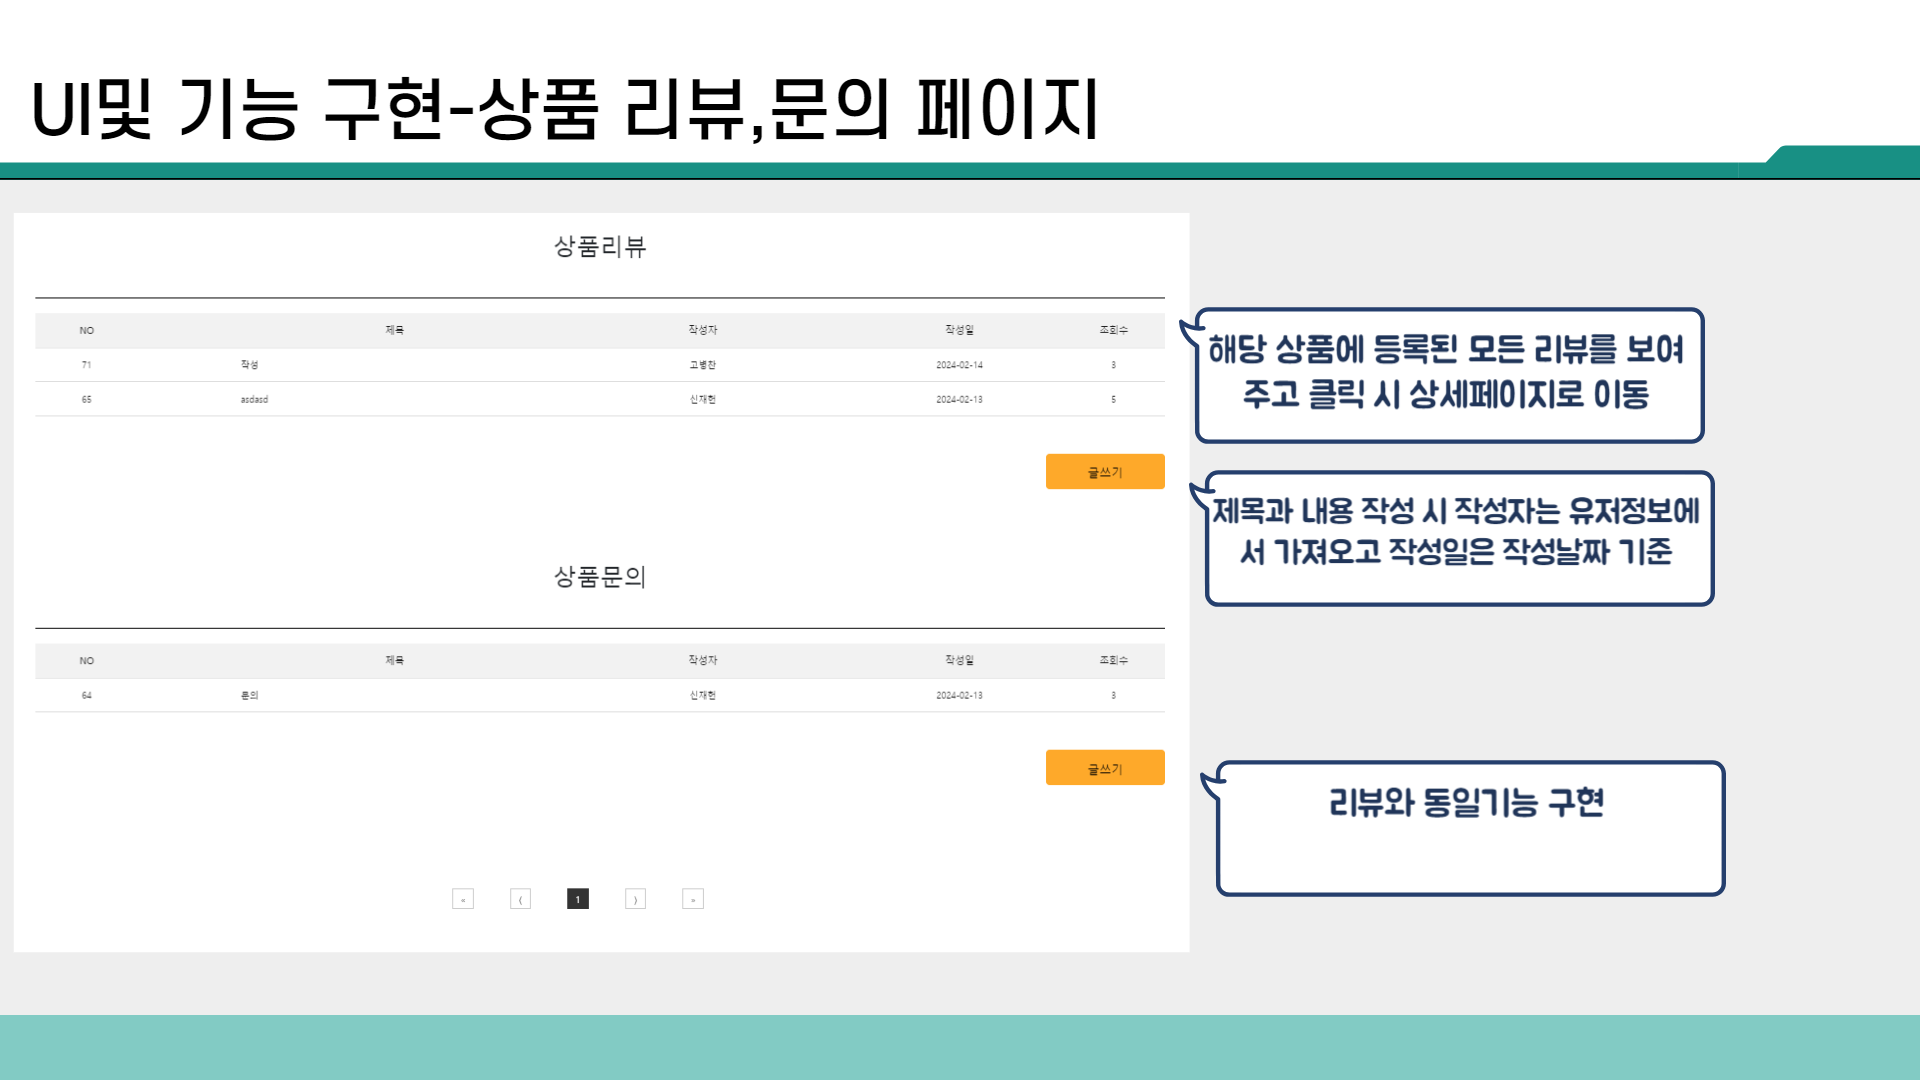 UI및 기능 구현-상품 리뷰,문의 페이지
상품리뷰
NO 제목 작성자 작성일 조회수
71 작성 고병찬 2024-02-14 3
65 asdasd 신재헌 2024-02-13 5
글쓰기
해당 상품에 등록된 모든 리뷰를 보여
주고 클릭 시 상세페이지로 이동
제목과 내용 작성 시 작성자는 유저정보에
서 가져오고 작성일은 작성날짜 기준
상품문의
NO 제목 작성자 작성일 조회수
64 신재헌 2024-02-13 3
글쓰기
리뷰와 동일기능 구현
« ⟨ 1 ⟩ »